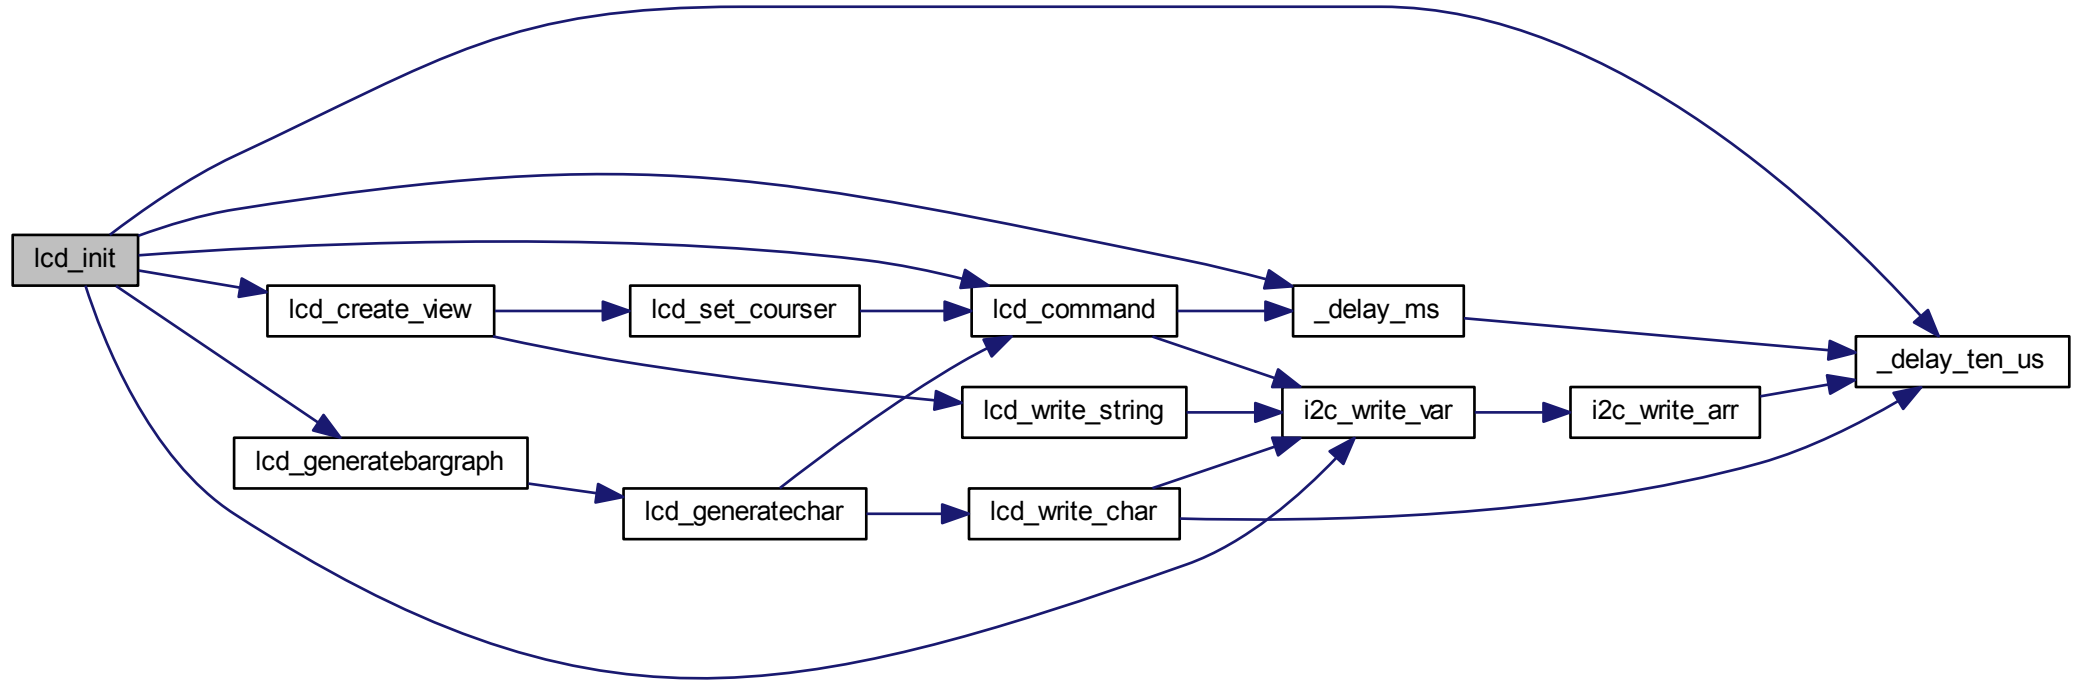 lcd_init
lcd_create_view
lcd_set_courser
lcd_command
_delay_ms
_delay_ten_us
lcd_write_string
i2c_write_var
i2c_write_arr
lcd_generatebargraph
lcd_generatechar
lcd_write_char